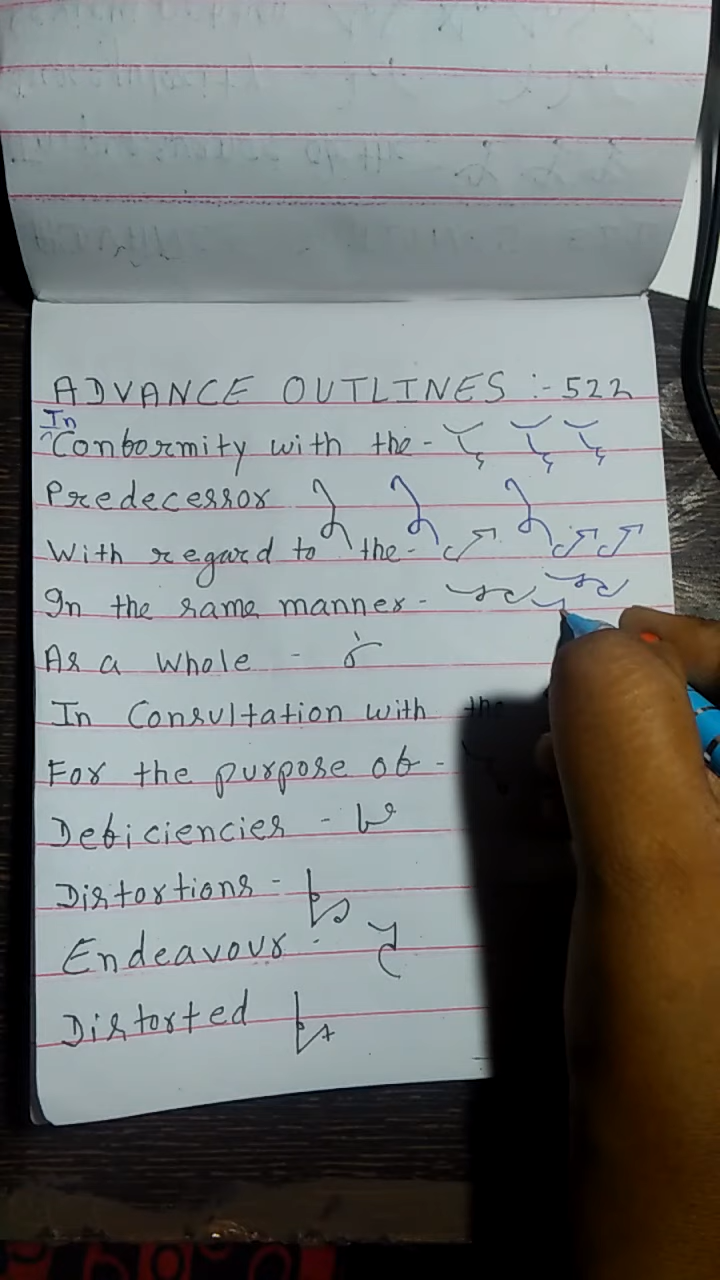 ADVANCE OUTLINES :- 522
In Conformity with the -
Predecessor
With regard to the -
In the same manner -
As a whole -
In Consultation with the
For the purpose of -
Deficiencies -
Distortions -
Endeavour -
Distorted